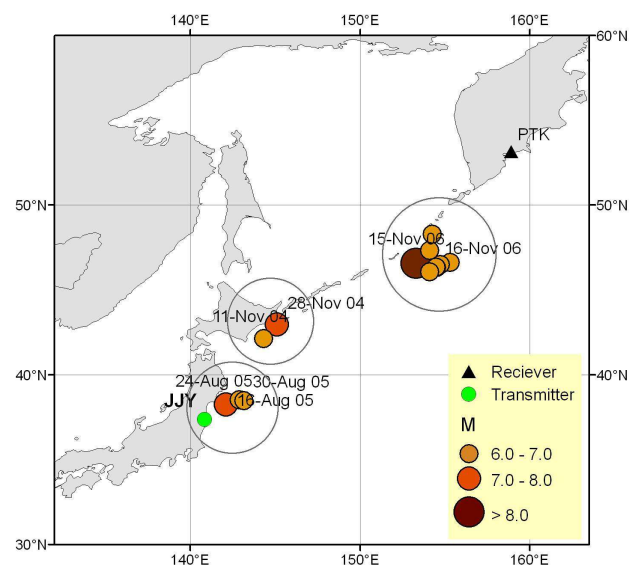 140°E 150°E 160°E
60°N
PTK
50°N 50°N
15-Nov 06
16-Nov 06
28-Nov 04
11-Nov 04
40°N 40°N
24-Aug 05 30-Aug 05
JJY 16-Aug 05
Reciever
Transmitter
M
6.0 - 7.0
7.0 - 8.0
> 8.0
30°N 30°N
140°E 150°E 160°E